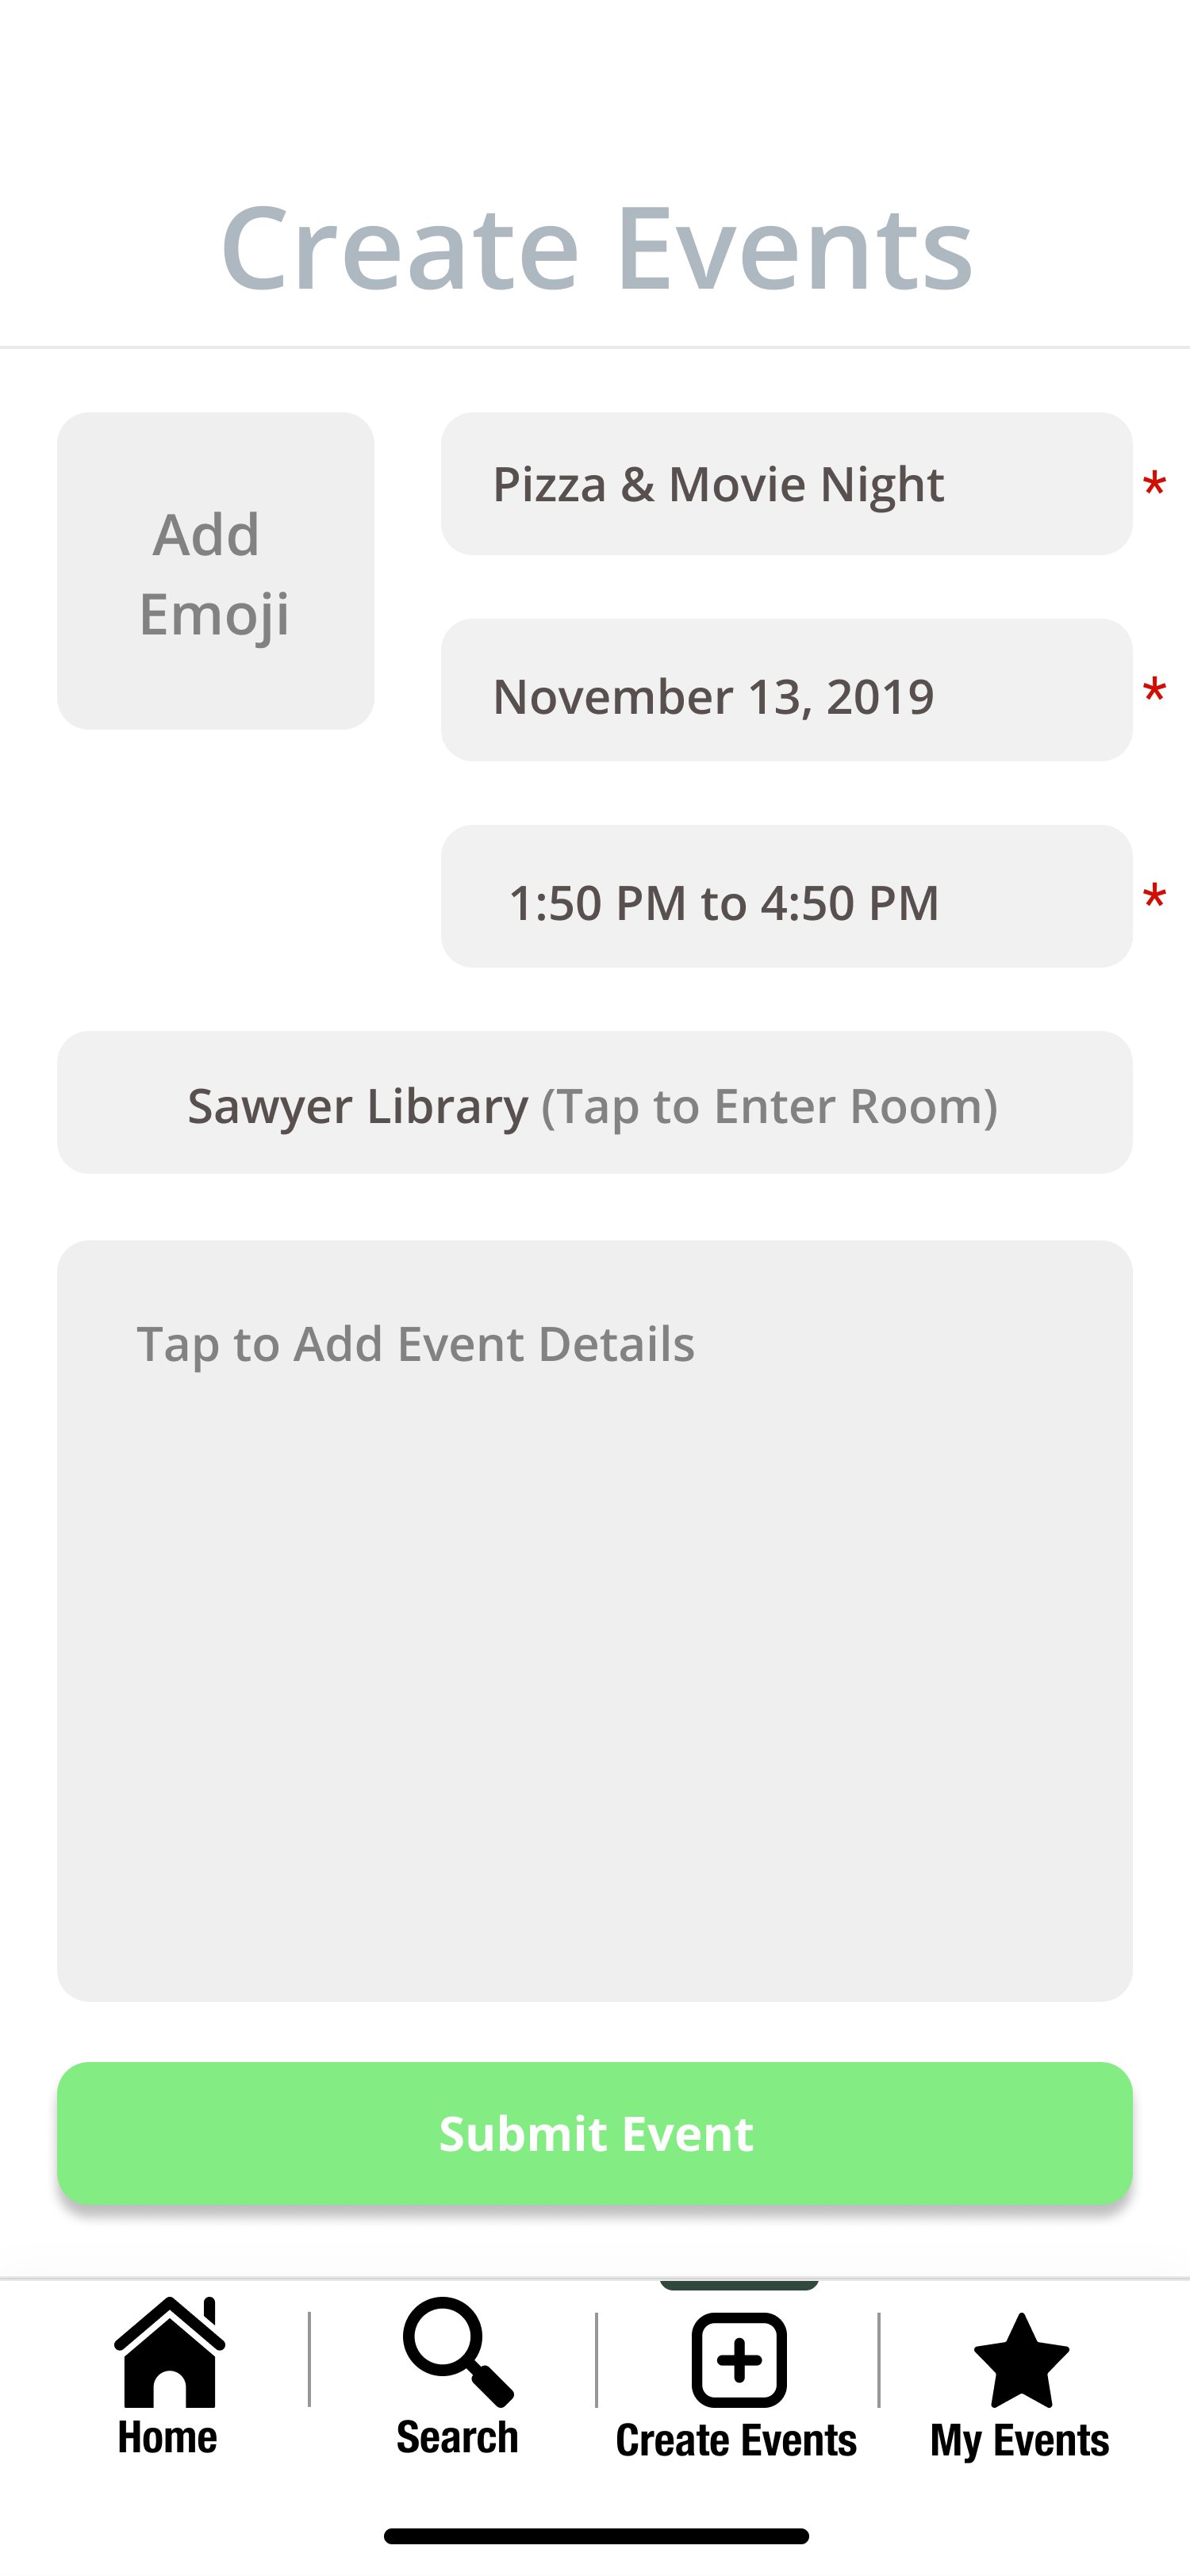 Create Events
Add
Emoji
Pizza & Movie Night *
November 13, 2019 *
1:50 PM to 4:50 PM *
Sawyer Library (Tap to Enter Room)
Tap to Add Event Details
Submit Event
Home
Search
Create Events
My Events